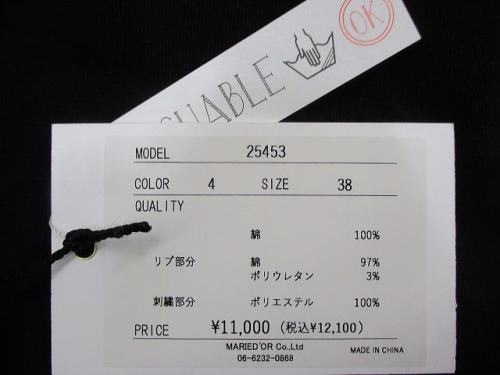 OK
MODEL 25453
COLOR 4 SIZE 38
QUALITY
綿 100%
リブ部分 綿 97%
ポリウレタン 3%
刺繍部分 ポリエステル 100%
PRICE ¥11,000 (税込¥12,100)
MARIED'OR Co.,Ltd
06-6232-0868
MADE IN CHINA